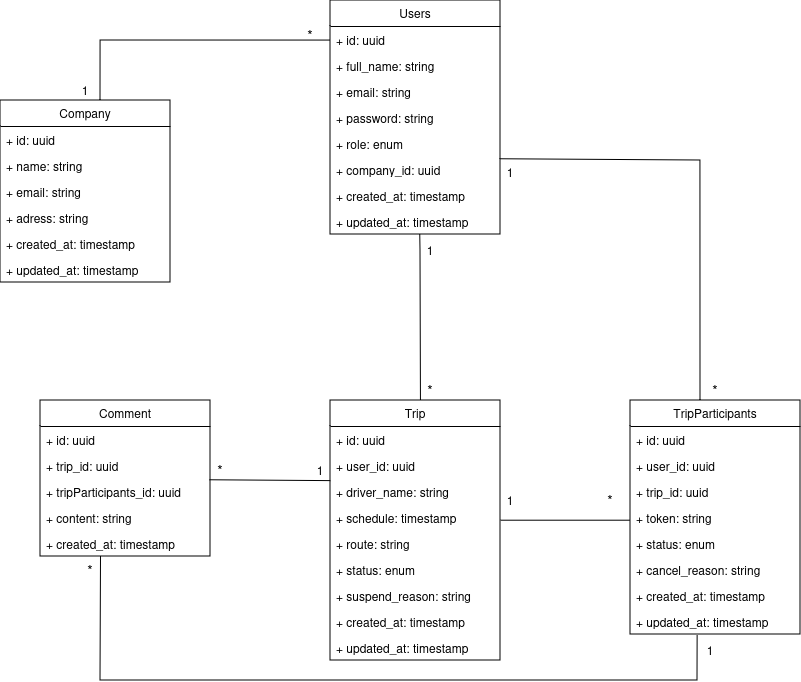 Users
+ id: uuid
+ full_name: string
+ email: string
+ password: string
+ role: enum
+ company_id: uuid
+ created_at: timestamp
+ updated_at: timestamp
*
1
Company
+ id: uuid
+ name: string
+ email: string
+ adress: string
+ created_at: timestamp
+ updated_at: timestamp
1
*
1
*
Comment
+ id: uuid
+ trip_id: uuid
+ tripParticipants_id: uuid
+ content: string
+ created_at: timestamp
*
1
*
Trip
+ id: uuid
+ user_id: uuid
+ driver_name: string
+ schedule: timestamp
+ route: string
+ status: enum
+ suspend_reason: string
+ created_at: timestamp
+ updated_at: timestamp
1
*
TripParticipants
+ id: uuid
+ user_id: uuid
+ trip_id: uuid
+ token: string
+ status: enum
+ cancel_reason: string
+ created_at: timestamp
+ updated_at: timestamp
1